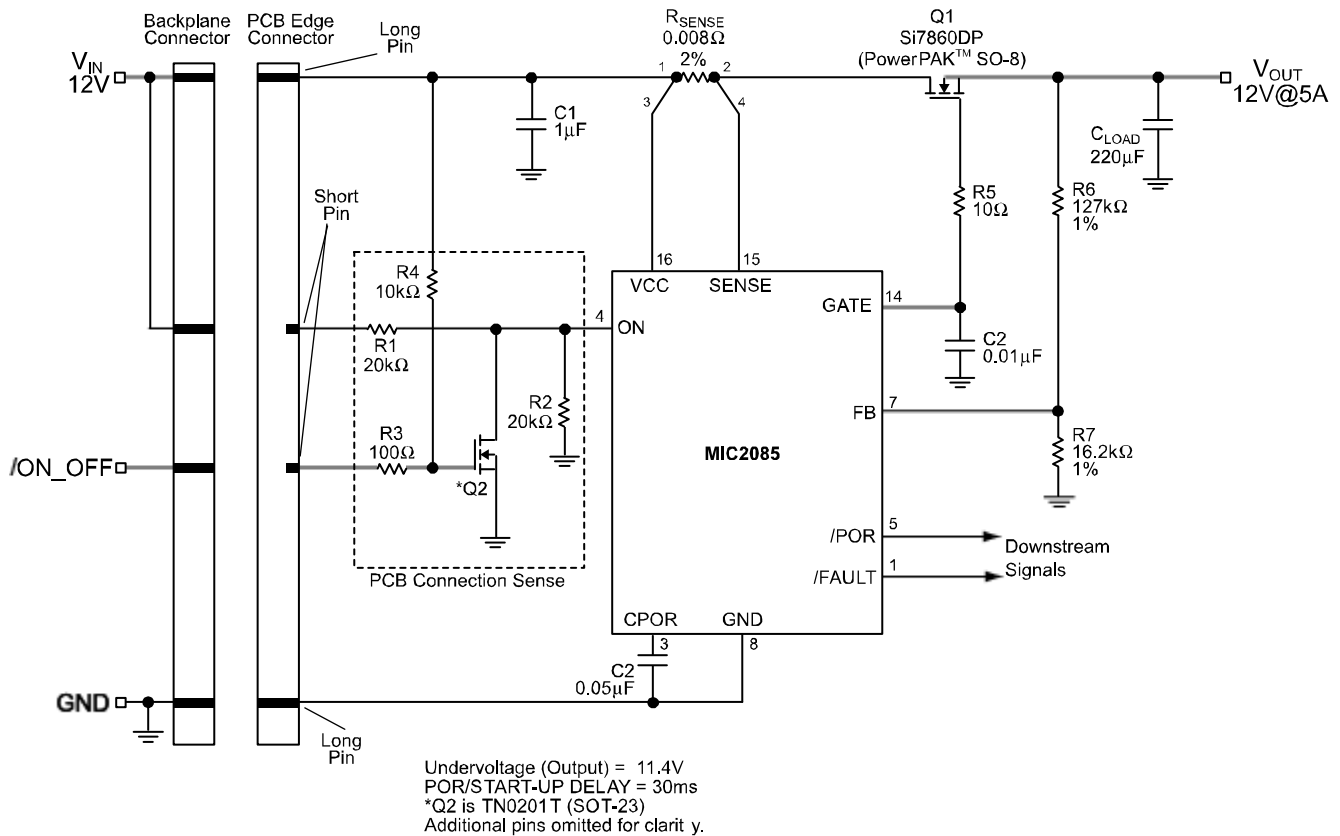 Backplane
Connector
PCB Edge
Connector
Long
Pin
RSENSE
0.008Ω
2%
Q1
Si7860DP
(PowerPAK™ SO-8)
VIN
12V
1
2
3
4
VOUT
12V@5A
C1
1μF
CLOAD
220μF
Short
Pin
R5
10Ω
R6
127kΩ
1%
R4
10kΩ
16
15
VCC
SENSE
GATE
14
4
ON
R1
20kΩ
C2
0.01μF
R2
20kΩ
FB
7
R3
100Ω
R7
16.2kΩ
1%
/ON_OFF
*Q2
MIC2085
/POR
5
Downstream
Signals
/FAULT
1
PCB Connection Sense
CPOR
GND
3
8
C2
0.05μF
GND
Long
Pin
Undervoltage (Output) = 11.4V
POR/START-UP DELAY = 30ms
*Q2 is TN0201T (SOT-23)
Additional pins omitted for clarit y.